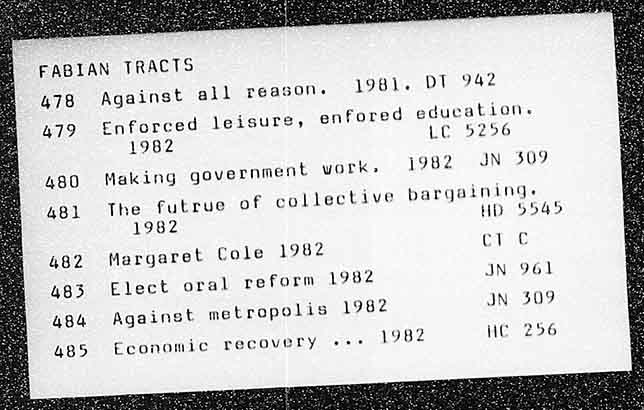 FABIAN TRACTS
478 Against all reason. 1981. DT 942
479 Enforced leisure, enfored education.
1982 LC 5256
480 Making government work. 1982 JN 309
481 The futrue of collective bargaining.
1982 HD 5545
482 Margaret Cole 1982 CT C
483 Elect oral reform 1982 JN 961
484 Against metropolis 1982 JN 309
485 Economic recovery ... 1982 HC 256